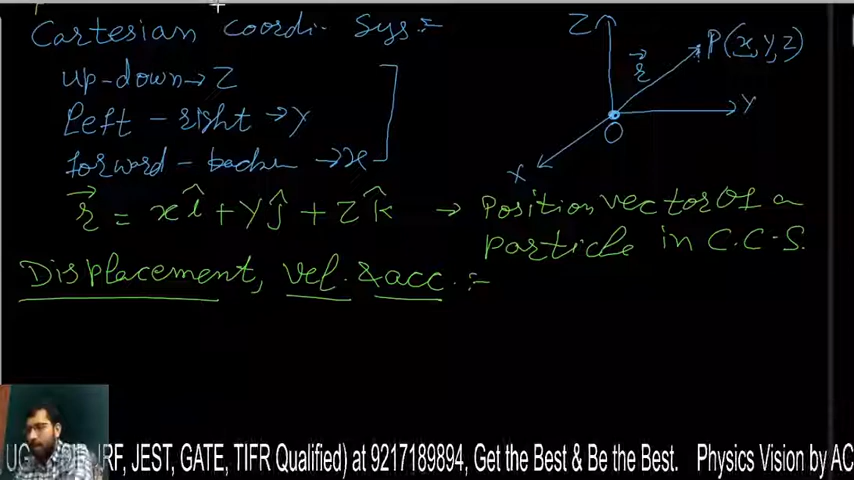 Cartesian Coordi- Sys:-
up-down → Z
Left - right → y
forward - backw → x
Z
P(x, y, z)
r⃗
Y
O
X
r⃗ = xî + yĵ + zk̂ → Position vector of a
particle in C.C.S.
Displacement, vel. & acc. :-
JRF, JEST, GATE, TIFR Qualified) at 9217189894, Get the Best & Be the Best. Physics Vision by AC